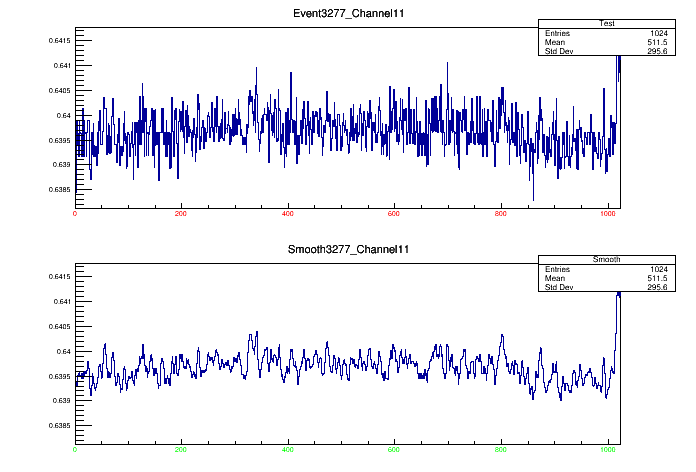 Event3277_Channel11
Test
Entries 1024
Mean 511.5
Std Dev 295.6
0.6415
0.641
0.6405
0.64
0.6395
0.639
0.6385
0 200 400 600 800 1000
Smooth3277_Channel11
Smooth
Entries 1024
Mean 511.5
Std Dev 295.6
0.6415
0.641
0.6405
0.64
0.6395
0.639
0.6385
0 200 400 600 800 1000